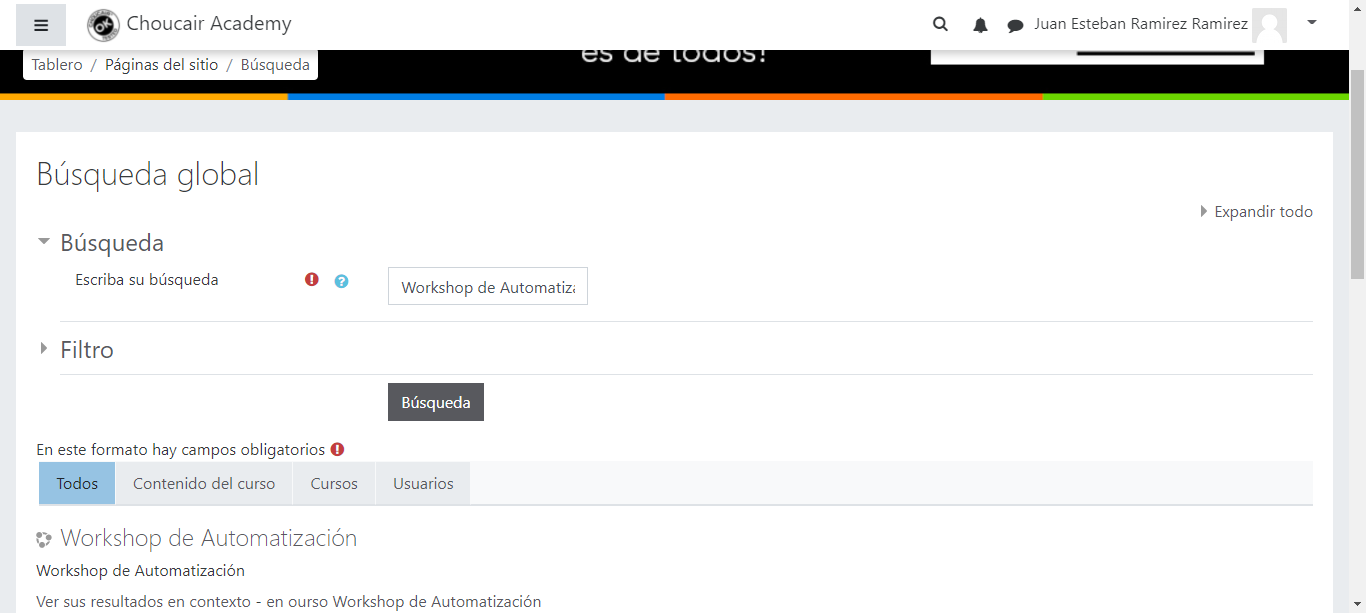 Choucair Academy
Juan Esteban Ramirez Ramirez
es de todos!
Tablero / Páginas del sitio / Búsqueda
Búsqueda global
Expandir todo
Búsqueda
Escriba su búsqueda
Workshop de Automatiza
Filtro
Búsqueda
En este formato hay campos obligatorios
Todos
Contenido del curso
Cursos
Usuarios
Workshop de Automatización
Workshop de Automatización
Ver sus resultados en contexto - en ourso Workshop de Automatización